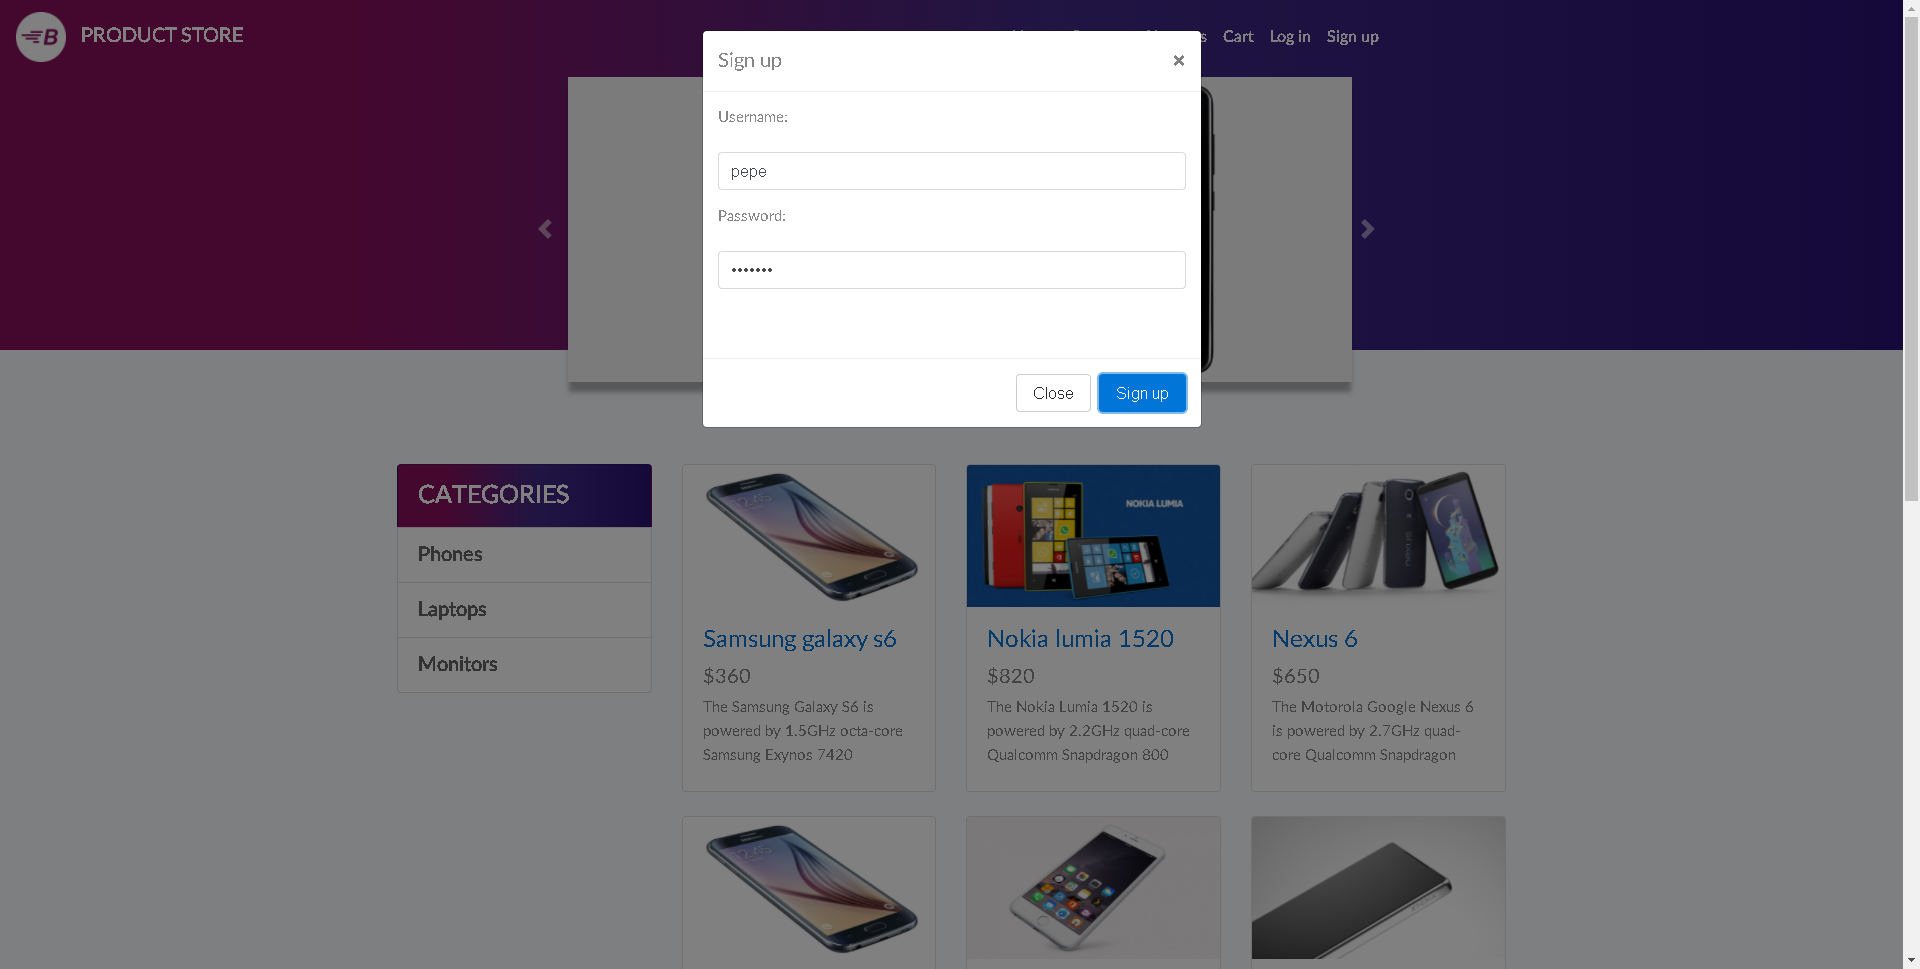 B PRODUCT STORE
Cart Log in Sign up
Sign up ×
Username:
pepe
Password:
•••••••
Close Sign up
CATEGORIES
Phones
Laptops
Monitors
NOKIA LUMIA
nexus
Samsung galaxy s6
$360
The Samsung Galaxy S6 is
powered by 1.5GHz octa-core
Samsung Exynos 7420
Nokia lumia 1520
$820
The Nokia Lumia 1520 is
powered by 2.2GHz quad-core
Qualcomm Snapdragon 800
Nexus 6
$650
The Motorola Google Nexus 6
is powered by 2.7GHz quad-
core Qualcomm Snapdragon